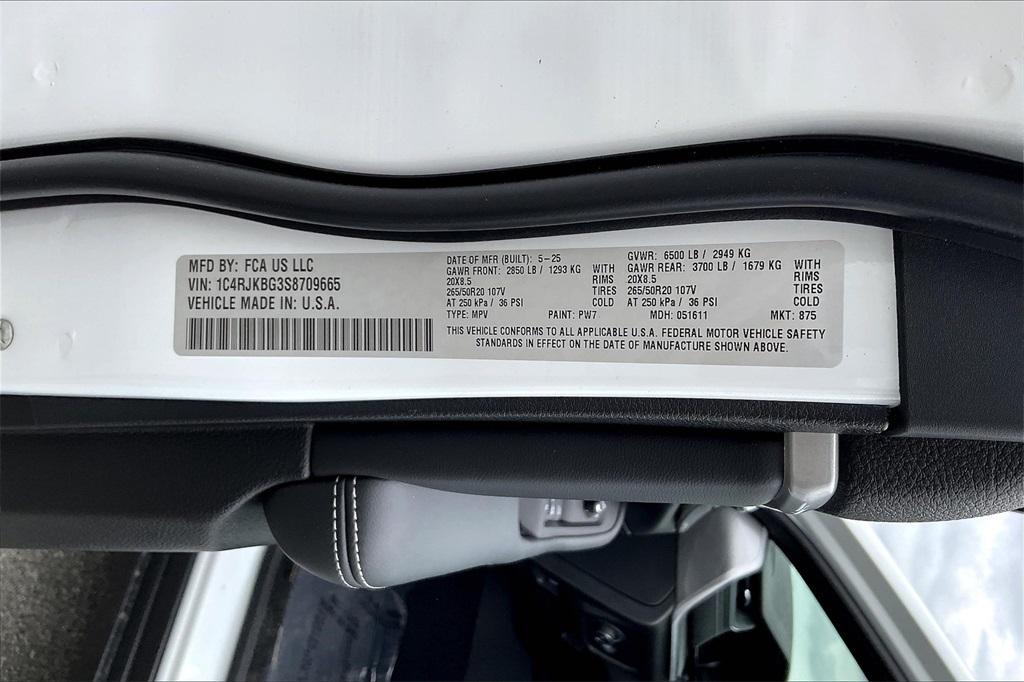 MFD BY: FCA US LLC
VIN: 1C4RJKBG3S8709665
VEHICLE MADE IN: U.S.A.
DATE OF MFR (BUILT): 5-25
GAWR FRONT: 2850 LB / 1293 KG WITH
20X8.5 RIMS
265/50R20 107V TIRES
AT 250 kPa / 36 PSI COLD
TYPE: MPV PAINT: PW7
GVWR: 6500 LB / 2949 KG
GAWR REAR: 3700 LB / 1679 KG WITH
20X8.5 RIMS
265/50R20 107V TIRES
AT 250 kPa / 36 PSI COLD
MDH: 051611 MKT: 875
THIS VEHICLE CONFORMS TO ALL APPLICABLE U.S.A. FEDERAL MOTOR VEHICLE SAFETY
STANDARDS IN EFFECT ON THE DATE OF MANUFACTURE SHOWN ABOVE.